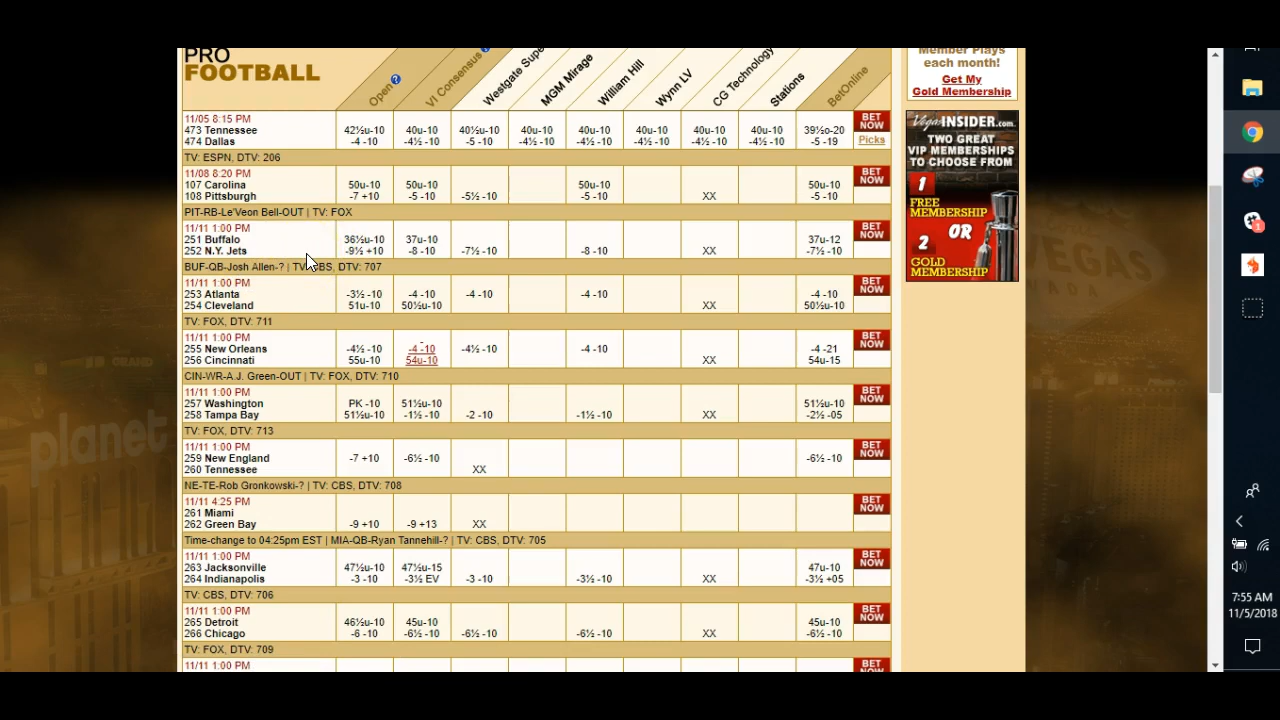 PRO
FOOTBALL
Open
VI Consensus
Westgate Supe
MGM Mirage
William Hill
Wynn LV
CG Technology
Stations
BetOnline
11/05 8:15 PM
473 Tennessee 42½u-10 40u-10 40½u-10 40u-10 40u-10 40u-10 40u-10 40u-10 39½o-20
474 Dallas -4 -10 -4½ -10 -5 -10 -4½ -10 -4½ -10 -4½ -10 -4½ -10 -4½ -10 -5 -19
BET NOW
Picks
TV: ESPN, DTV: 206
11/08 8:20 PM
107 Carolina 50u-10 50u-10 50u-10 50u-10
108 Pittsburgh -7 +10 -5 -10 -5½ -10 -5 -10 XX -5 -10
BET NOW
PIT-RB-Le'Veon Bell-OUT | TV: FOX
11/11 1:00 PM
251 Buffalo 36½u-10 37u-10 37u-12
252 N.Y. Jets -9½ +10 -8 -10 -7½ -10 -8 -10 XX -7½ -10
BET NOW
BUF-QB-Josh Allen-? | TV: CBS, DTV: 707
11/11 1:00 PM
253 Atlanta -3½ -10 -4 -10 -4 -10 -4 -10 -4 -10
254 Cleveland 51u-10 50½u-10 XX 50½u-10
BET NOW
TV: FOX, DTV: 711
11/11 1:00 PM
255 New Orleans -4½ -10 -4 -10 -4½ -10 -4 -10 -4 -21
256 Cincinnati 55u-10 54u-10 XX 54u-15
BET NOW
CIN-WR-A.J. Green-OUT | TV: FOX, DTV: 710
11/11 1:00 PM
257 Washington PK -10 51½u-10 51½u-10
258 Tampa Bay 51½u-10 -1½ -10 -2 -10 -1½ -10 XX -2½ -05
BET NOW
TV: FOX, DTV: 713
11/11 1:00 PM
259 New England -7 +10 -6½ -10 -6½ -10
260 Tennessee XX
BET NOW
NE-TE-Rob Gronkowski-? | TV: CBS, DTV: 708
11/11 4:25 PM
261 Miami
262 Green Bay -9 +10 -9 +13 XX
BET NOW
Time-change to 04:25pm EST | MIA-QB-Ryan Tannehill-? | TV: CBS, DTV: 705
11/11 1:00 PM
263 Jacksonville 47½u-10 47½u-15 47u-10
264 Indianapolis -3 -10 -3½ EV -3 -10 -3½ -10 XX -3½ +05
BET NOW
TV: CBS, DTV: 706
11/11 1:00 PM
265 Detroit 46½u-10 45u-10 45u-10
266 Chicago -6 -10 -6½ -10 -6½ -10 -6½ -10 XX -6½ -10
BET NOW
TV: FOX, DTV: 709
11/11 1:00 PM
BET
Member Plays
each month!
Get My
Gold Membership
VegasINSIDER.com
TWO GREAT
VIP MEMBERSHIPS
TO CHOOSE FROM
1
FREE
MEMBERSHIP
OR
2
GOLD
MEMBERSHIP
planet
GRAND
VEGAS
NEVADA
1
7:55 AM
11/5/2018